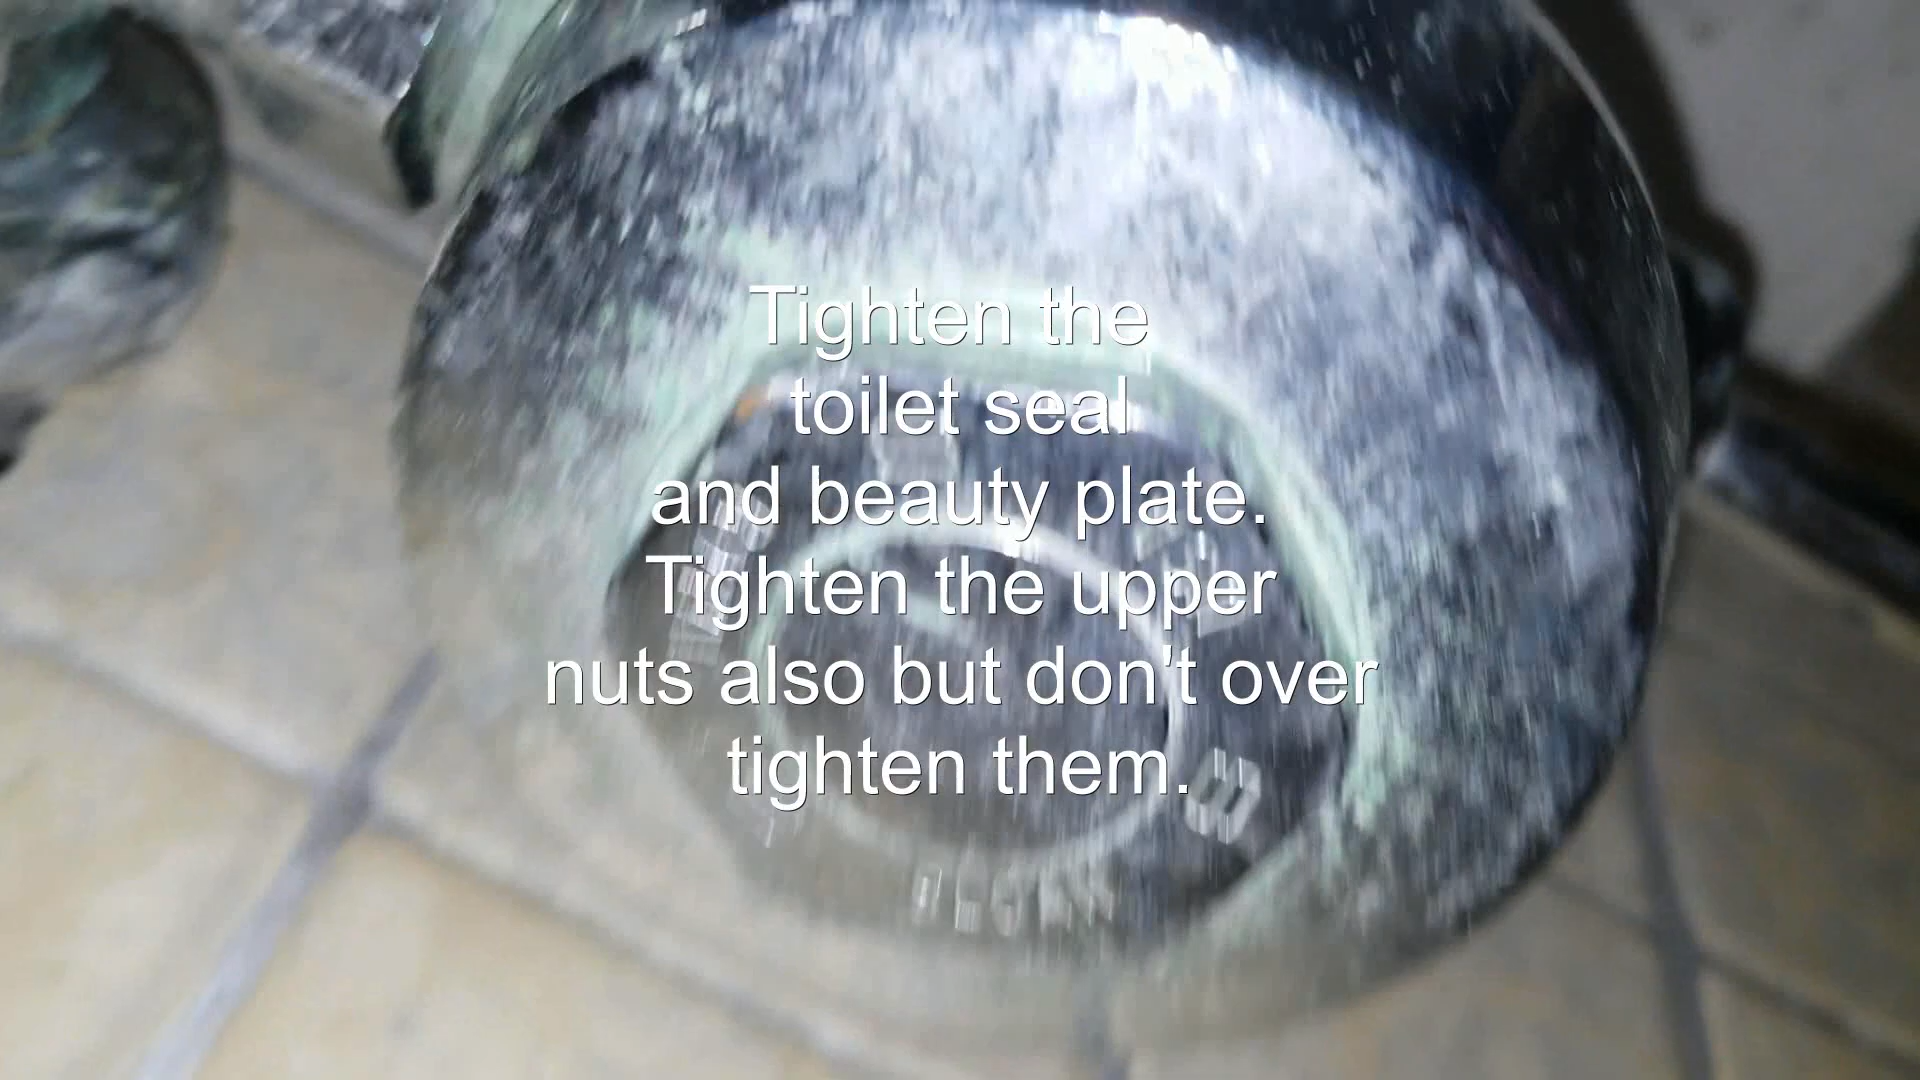 Tighten the
toilet seal
and beauty plate.
Tighten the upper
nuts also but don't over
tighten them.